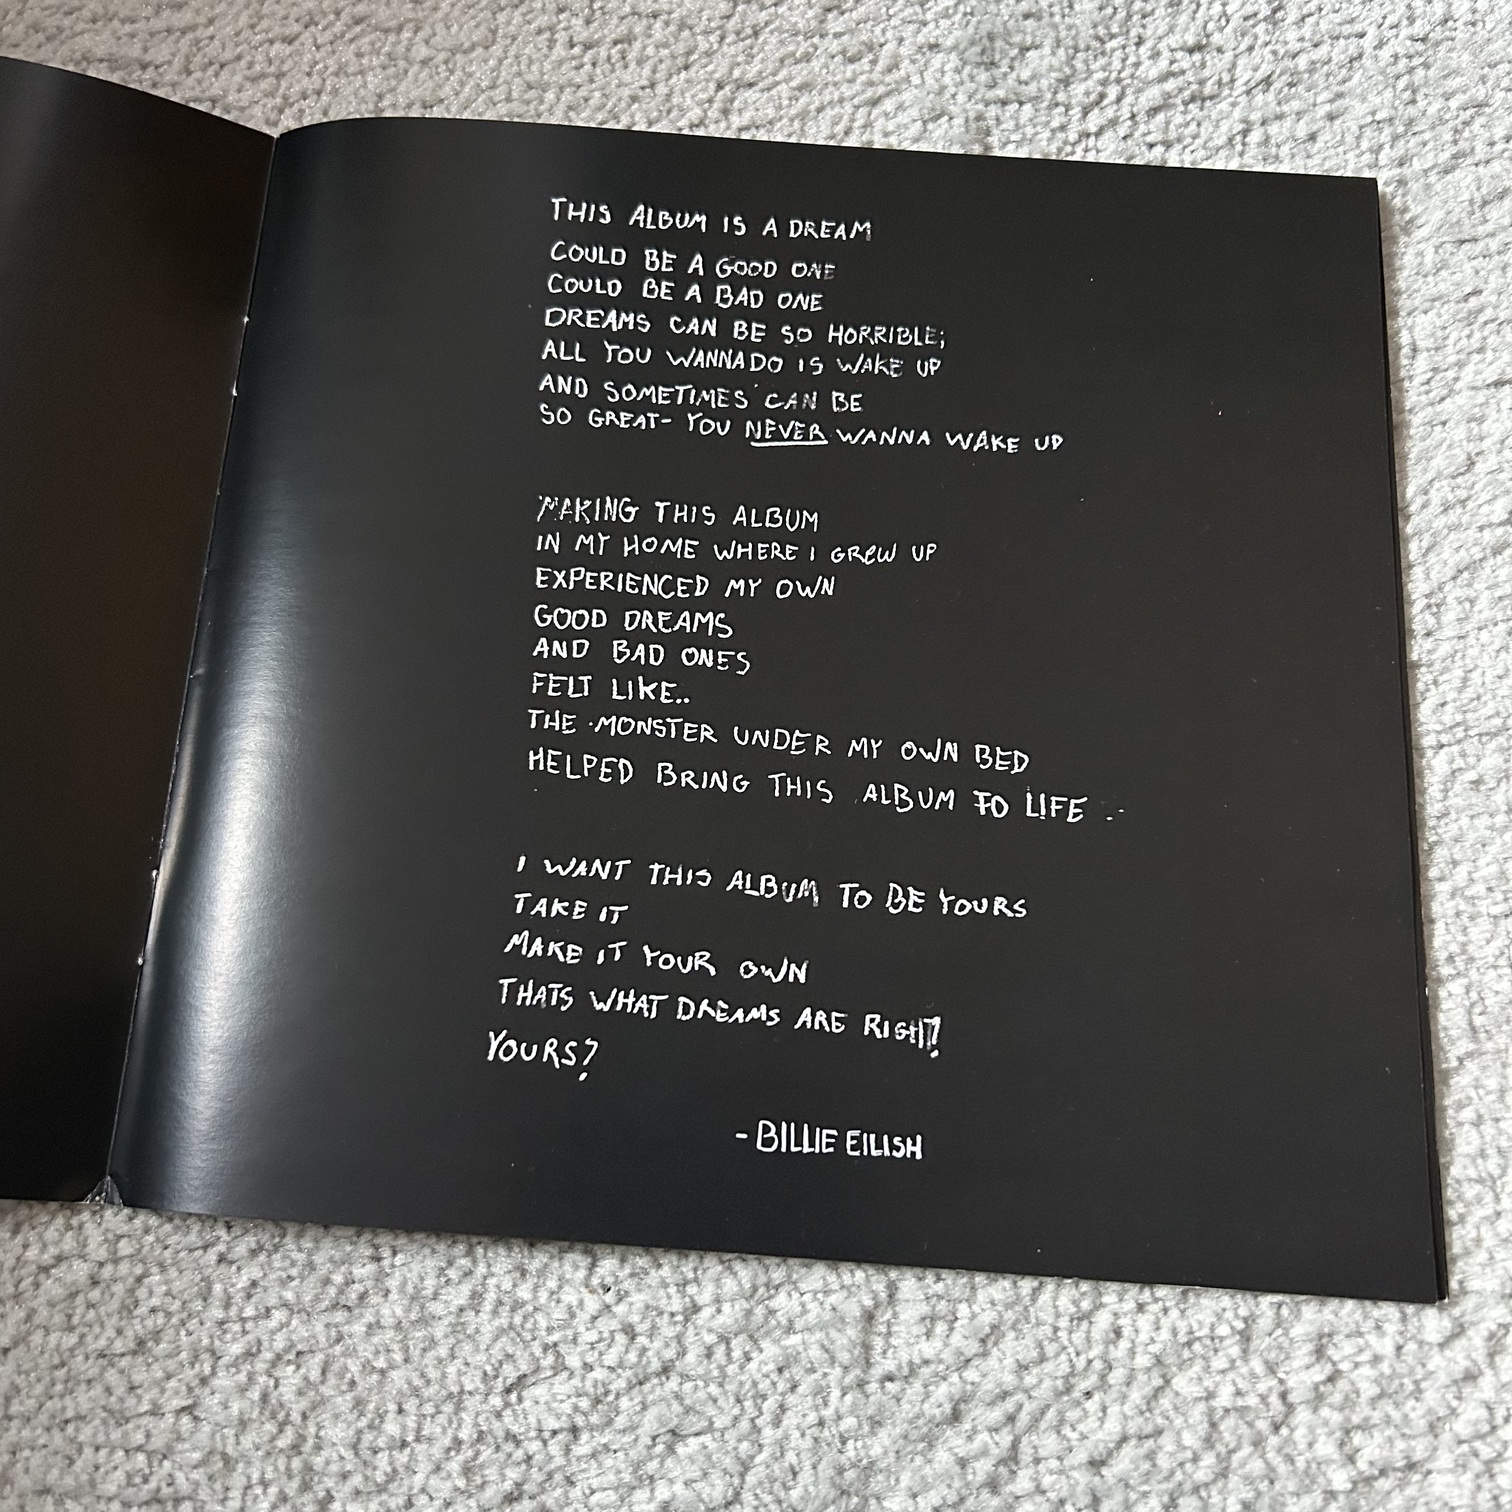 THIS ALBUM IS A DREAM
COULD BE A GOOD ONE
COULD BE A BAD ONE
DREAMS CAN BE SO HORRIBLE;
ALL YOU WANNA DO IS WAKE UP
AND SOMETIMES CAN BE
SO GREAT- YOU NEVER WANNA WAKE UP
MAKING THIS ALBUM
IN MY HOME WHERE I GReW UP
EXPERIENCED MY OWN
GOOD DREAMS
AND BAD ONES
FELT LIKE..
THE MONSTER UNDER MY OWN BED
HELPED BRING THIS ALBUM TO LIFE ..
I WANT THIS ALBUM TO BE YOURS
TAKE IT
MAKE IT YOUR OWN
THATS WHAT DREAMS ARE RIGHT?
YOURS?
- BILLIE EILISH